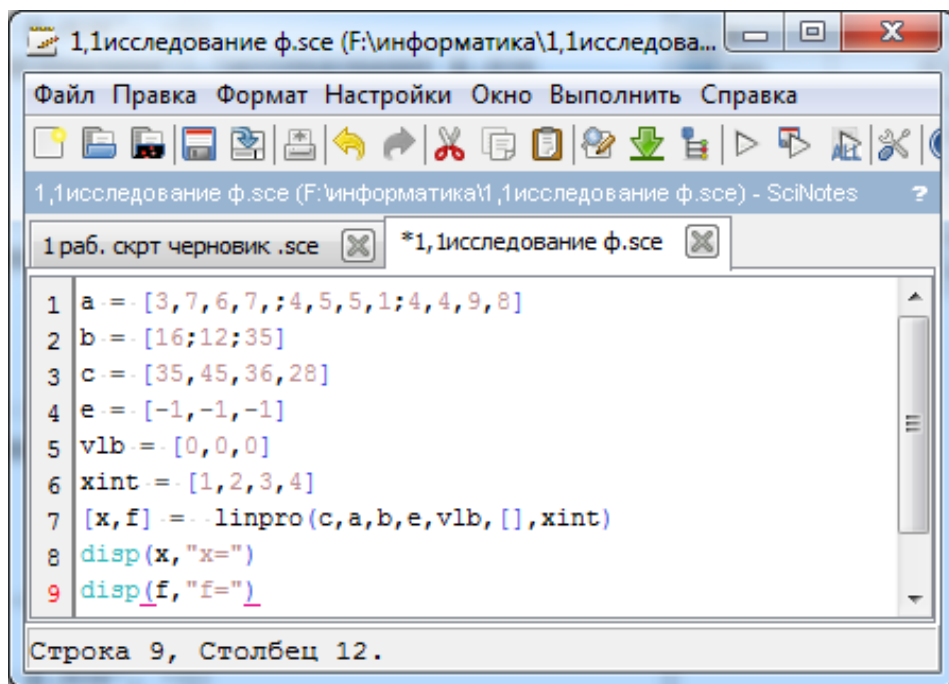 1,1исследование ф.sce (F:\информатика\1,1исследова...
Файл Правка Формат Настройки Окно Выполнить Справка
1,1исследование ф.sce (F:\информатика\1,1исследование ф.sce) - SciNotes ?
1 раб. скрт черновик .sce *1,1исследование ф.sce
1 a = [3,7,6,7,;4,5,5,1;4,4,9,8]
2 b = [16;12;35]
3 c = [35,45,36,28]
4 e = [-1,-1,-1]
5 vlb = [0,0,0]
6 xint = [1,2,3,4]
7 [x,f] = linpro(c,a,b,e,vlb,[],xint)
8 disp(x,"x=")
9 disp(f,"f=")
Строка 9, Столбец 12.